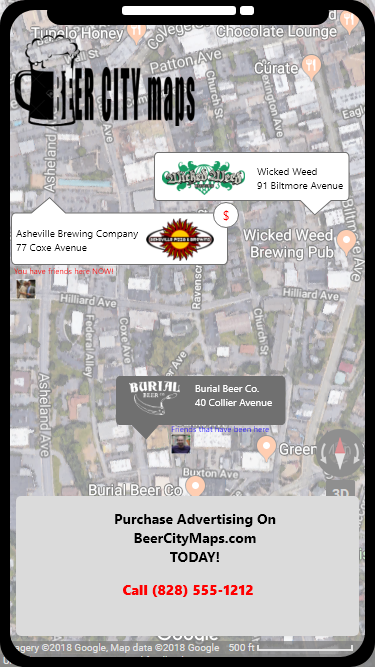 Tupelo Honey
Chocolate Lounge
Patton Ave
Curate
Church St
BEER CITY maps
Asheland
WICKED WEED
Wicked Weed
91 Biltmore Avenue
$
Asheville Brewing Company
77 Coxe Avenue
ASHEVILLE PIZZA & BREWING
Biltmore Ave
Wicked Weed
Brewing Pub
You have friends here NOW!
Hilliard Ave
Hilliard Ave
Federal Alley
Coxe Ave
Church St
Asheland Ave
BURIAL
BEER CO
Burial Beer Co.
40 Collier Avenue
Friends that have been here
Green
Buxton Ave
3D
Burial Beer Co
Purchase Advertising On
BeerCityMaps.com
TODAY!
Call (828) 555-1212
Google
agery ©2018 Google, Map data ©2018 Google 500 ft